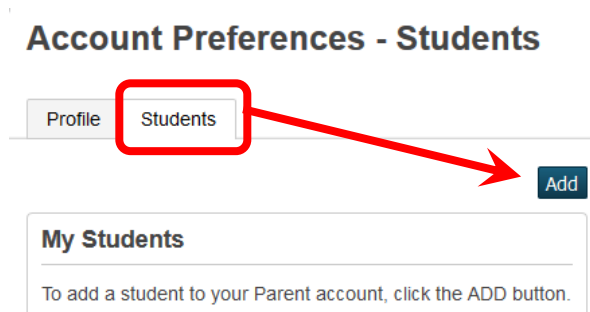 Account Preferences - Students
Profile Students
Add
My Students
To add a student to your Parent account, click the ADD button.